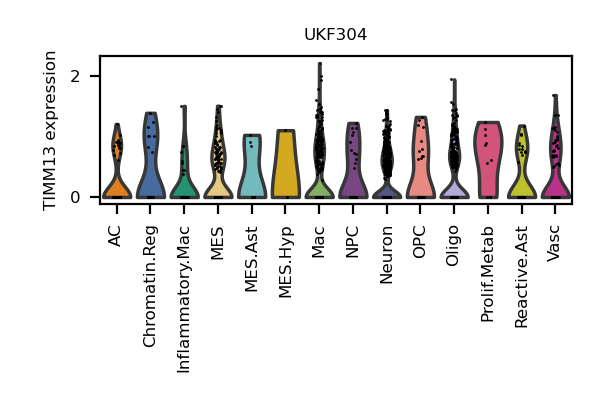 UKF304
TIMM13 expression
2
0
AC
Chromatin.Reg
Inflammatory.Mac
MES
MES.Ast
MES.Hyp
Mac
NPC
Neuron
OPC
Oligo
Prolif.Metab
Reactive.Ast
Vasc